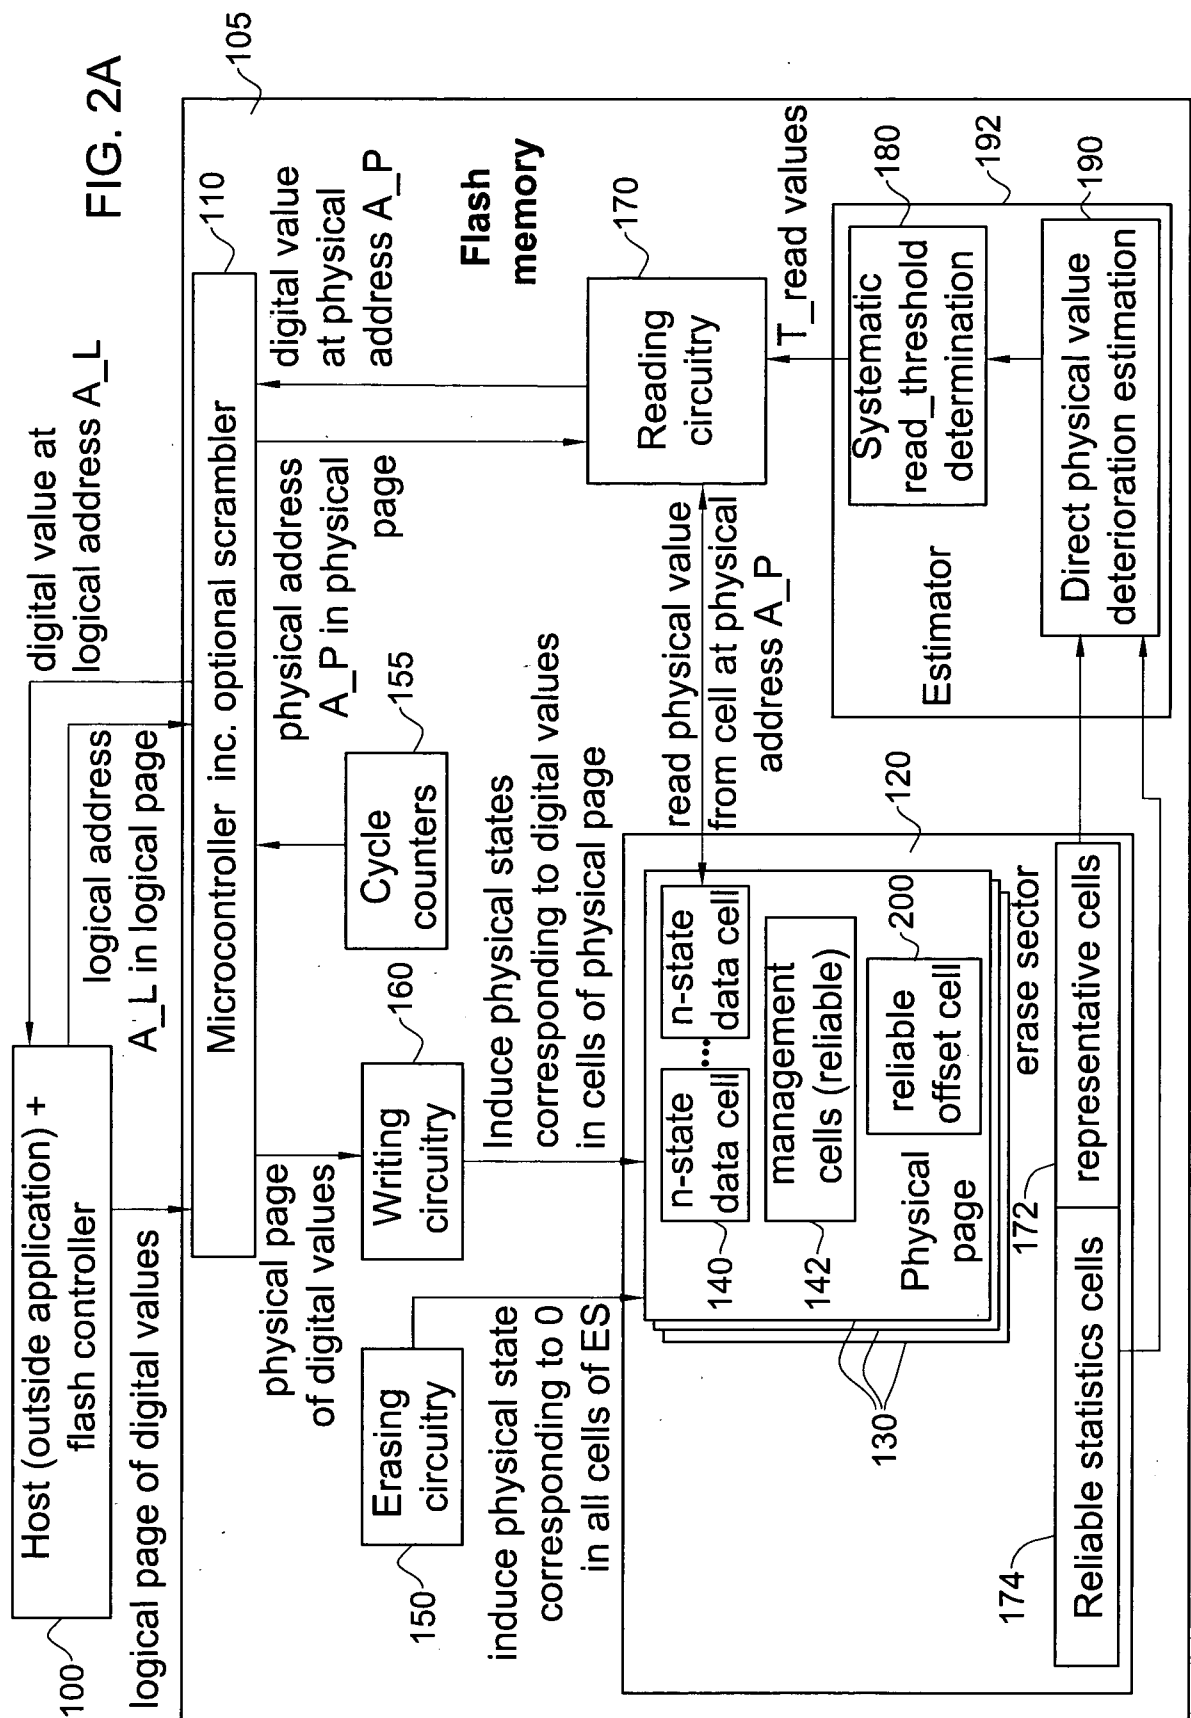 FIG. 2A
100
Host (outside application) +
flash controller
digital value at
logical address A_L
logical address
A_L in logical page
logical page of digital values
105
110
Microcontroller inc. optional scrambler
physical page
of digital values
physical address
A_P in physical
page
digital value
at physical
address A_P
Flash
memory
150
Erasing
circuitry
160
Writing
circuitry
155
Cycle
counters
170
Reading
circuitry
induce physical state
corresponding to 0
in all cells of ES
Induce physical states
corresponding to digital values
in cells of physical page
read physical value
from cell at physical
address A_P
T_read values
120
n-state
data cell
...
n-state
data cell
140
management
cells (reliable)
142
200
reliable
offset cell
Physical
page
130
erase sector
172
174
Reliable statistics cells
representative cells
180
Systematic
read_threshold
determination
192
Estimator
190
Direct physical value
deterioration estimation